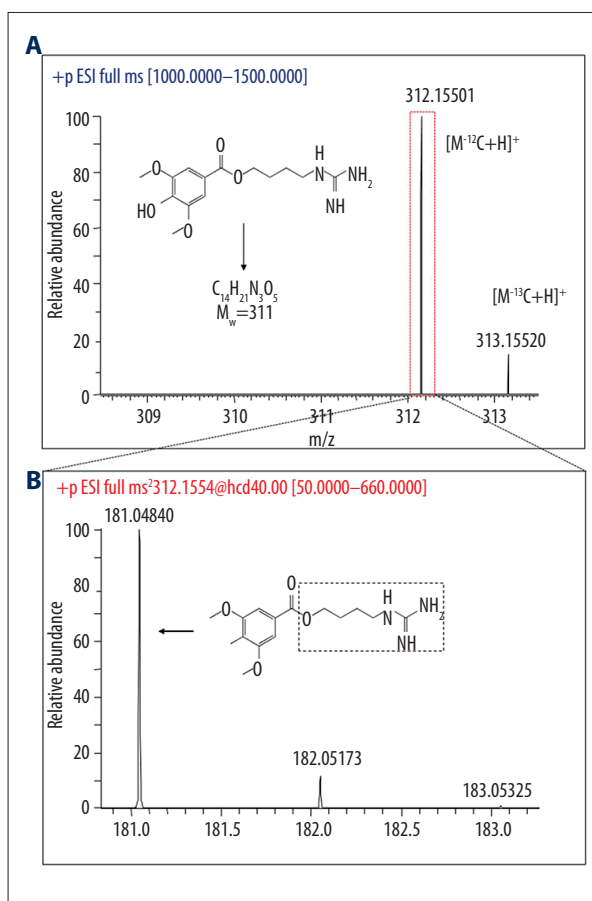 A
+p ESI full ms [1000.0000–1500.0000]
312.15501
[M-¹²C+H]⁺
[M-¹³C+H]⁺
313.15520
O
O
O
HO
O
H
N
NH₂
NH
C₁₄H₂₁N₃O₅
Mw=311
Relative abundance
100
80
60
40
20
0
309
310
311
312
313
m/z
B
+p ESI full ms²312.1554@hcd40.00 [50.0000–660.0000]
181.04840
182.05173
183.05325
O
O
O
O
H
N
NH₂
NH
Relative abundance
100
80
60
40
20
0
181.0
181.5
182.0
182.5
183.0